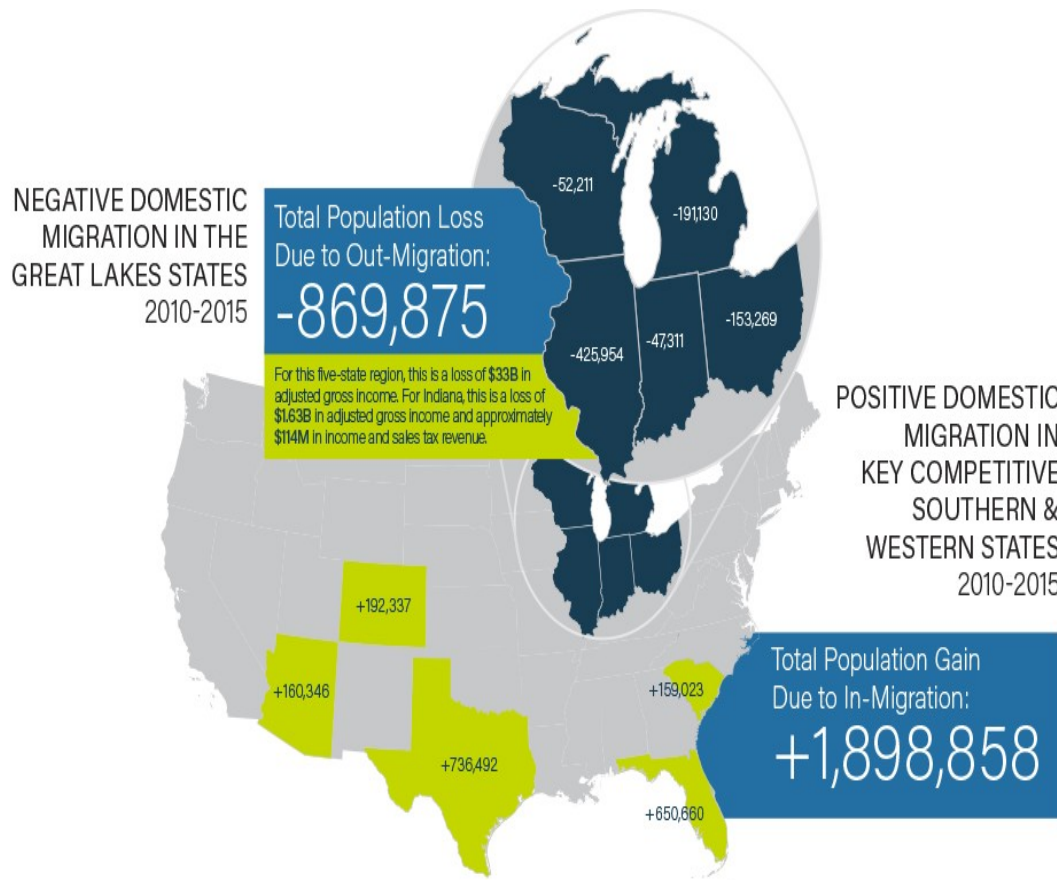 NEGATIVE DOMESTIC
MIGRATION IN THE
GREAT LAKES STATES
2010-2015
Total Population Loss
Due to Out-Migration:
-869,875
For this five-state region, this is a loss of $33B in
adjusted gross income. For Indiana, this is a loss of
$1.63B in adjusted gross income and approximately
$114M in income and sales tax revenue.
-52,211
-191,130
-425,954
-47,311
-153,269
POSITIVE DOMESTIC
MIGRATION IN
KEY COMPETITIVE
SOUTHERN &
WESTERN STATES
2010-2015
Total Population Gain
Due to In-Migration:
+1,898,858
+192,337
+160,346
+736,492
+159,023
+650,660